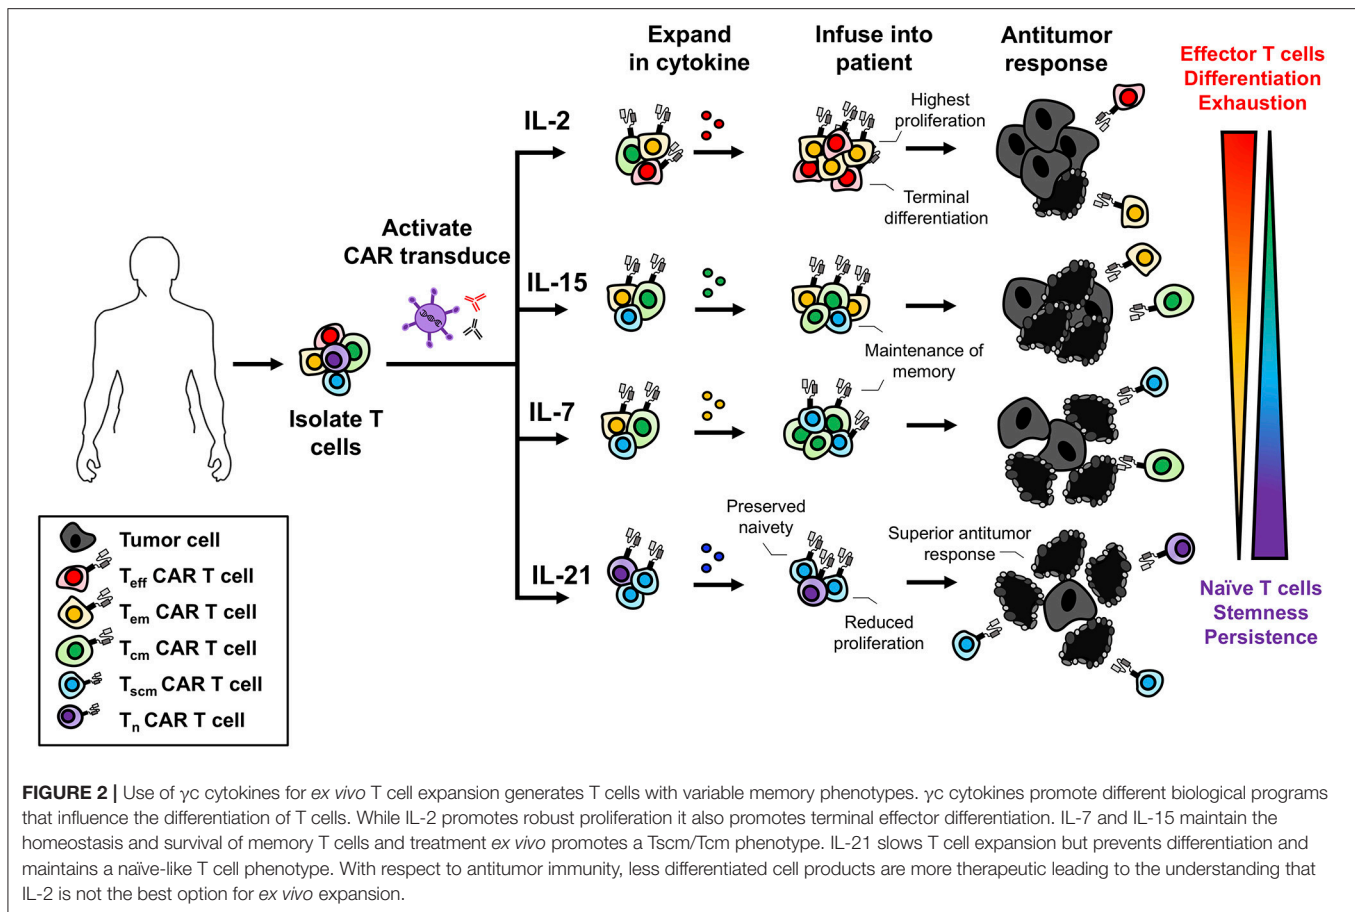 Expand
in cytokine
Infuse into
patient
Antitumor
response
Effector T cells
Differentiation
Exhaustion
IL-2
Highest
proliferation
Terminal
differentiation
Activate
CAR transduce
IL-15
Maintenance of
memory
Isolate T
cells
IL-7
Preserved
naivety
Superior antitumor
response
IL-21
Reduced
proliferation
Naïve T cells
Stemness
Persistence
Tumor cell
Teff CAR T cell
Tem CAR T cell
Tcm CAR T cell
Tscm CAR T cell
Tn CAR T cell
FIGURE 2 | Use of γc cytokines for ex vivo T cell expansion generates T cells with variable memory phenotypes. γc cytokines promote different biological programs
that influence the differentiation of T cells. While IL-2 promotes robust proliferation it also promotes terminal effector differentiation. IL-7 and IL-15 maintain the
homeostasis and survival of memory T cells and treatment ex vivo promotes a Tscm/Tcm phenotype. IL-21 slows T cell expansion but prevents differentiation and
maintains a naïve-like T cell phenotype. With respect to antitumor immunity, less differentiated cell products are more therapeutic leading to the understanding that
IL-2 is not the best option for ex vivo expansion.